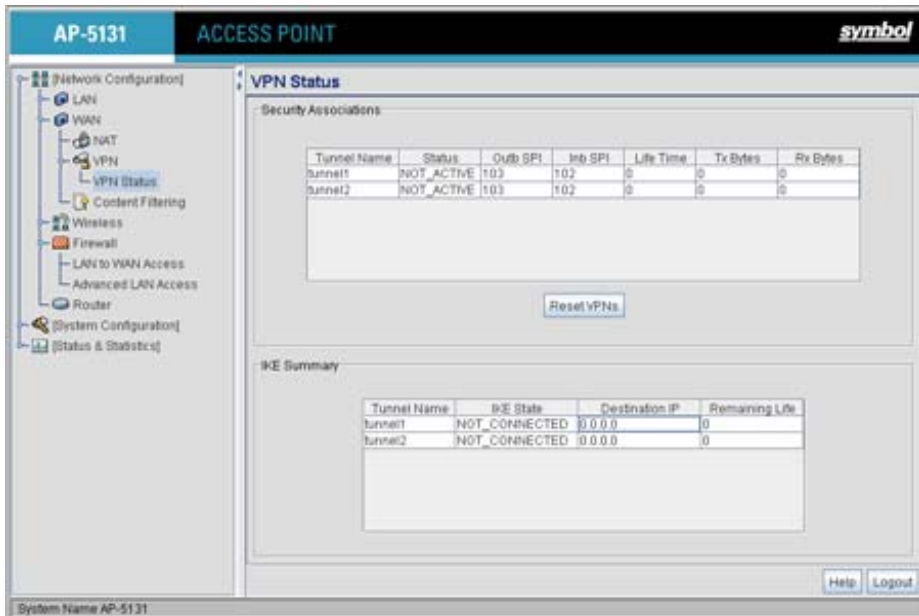 AP-5131 ACCESS POINT symbol
[Network Configuration]
LAN
WAN
NAT
VPN
VPN Status
Content Filtering
Wireless
Firewall
LAN to WAN Access
Advanced LAN Access
Router
[System Configuration]
[Status & Statistics]
VPN Status
Security Associations
Tunnel Name Status Outb SPI Inb SPI Life Time Tx Bytes Rx Bytes
tunnel1 NOT_ACTIVE 103 102 0 0 0
tunnel2 NOT_ACTIVE 103 102 0 0 0
Reset VPNs
IKE Summary
Tunnel Name IKE State Destination IP Remaining Life
tunnel1 NOT_CONNECTED 0.0.0.0 0
tunnel2 NOT_CONNECTED 0.0.0.0 0
Help Logout
System Name AP-5131